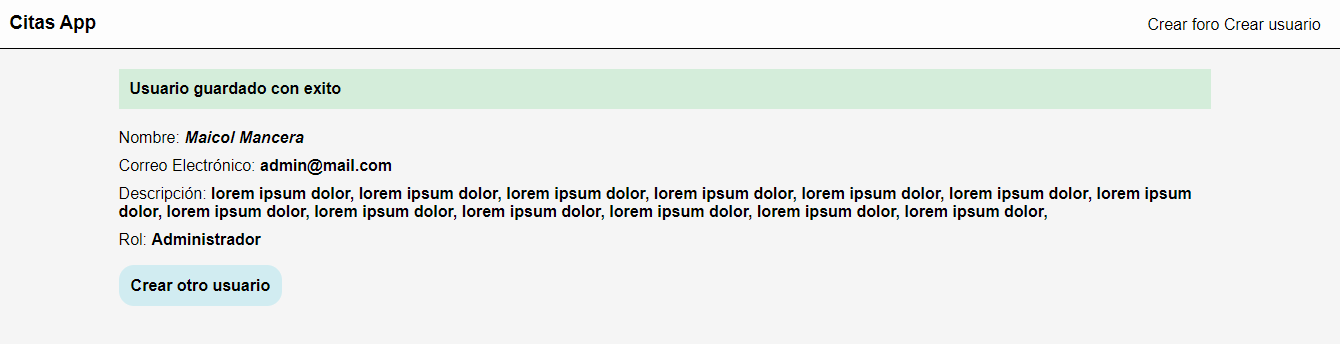 Citas App
Crear foro Crear usuario
Usuario guardado con exito
Nombre: Maicol Mancera
Correo Electrónico: admin@mail.com
Descripción: lorem ipsum dolor, lorem ipsum dolor, lorem ipsum dolor, lorem ipsum dolor, lorem ipsum dolor, lorem ipsum dolor, lorem ipsum
dolor, lorem ipsum dolor, lorem ipsum dolor, lorem ipsum dolor, lorem ipsum dolor, lorem ipsum dolor, lorem ipsum dolor,
Rol: Administrador
Crear otro usuario